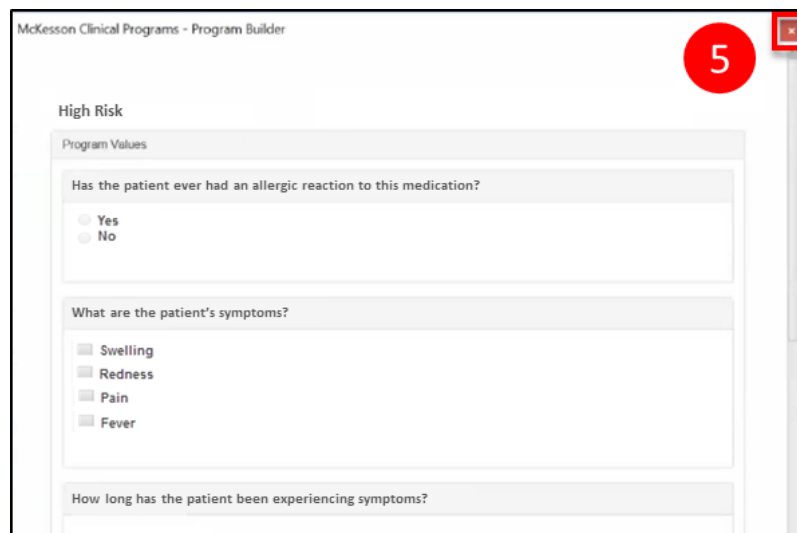 McKesson Clinical Programs - Program Builder
×
5
High Risk
Program Values
Has the patient ever had an allergic reaction to this medication?
Yes
No
What are the patient's symptoms?
Swelling
Redness
Pain
Fever
How long has the patient been experiencing symptoms?